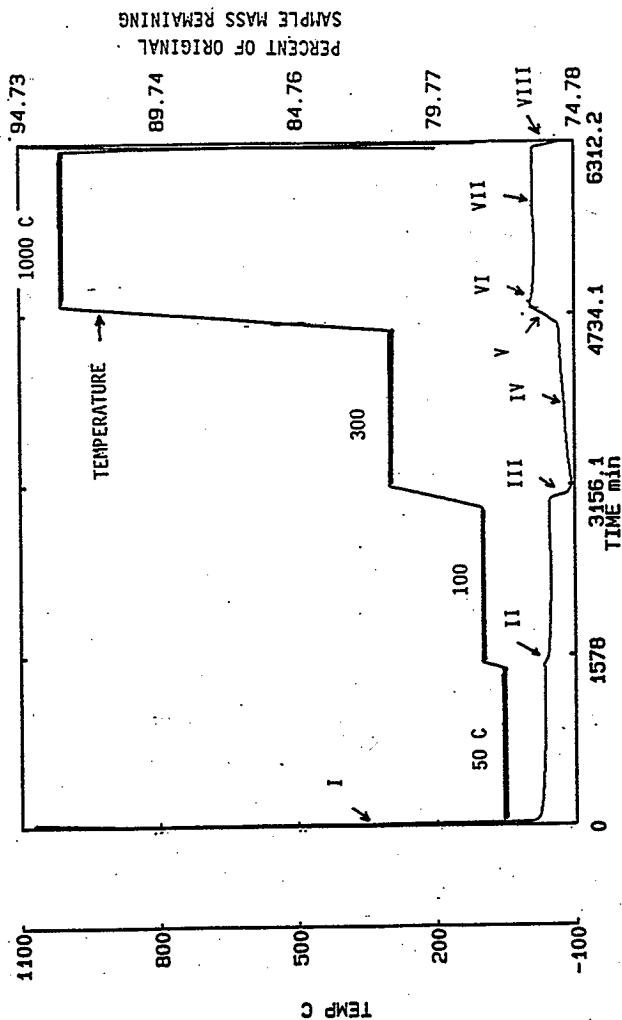 PERCENT OF ORIGINAL
SAMPLE MASS REMAINING
94.73
89.74
84.76
79.77
74.78
1000 C
TEMPERATURE
300
100
50 C
I
II
III
IV
V
VI
VII
VIII
0
1578
3156.1
4734.1
6312.2
TIME min
1100
800
500
200
-100
TEMP C